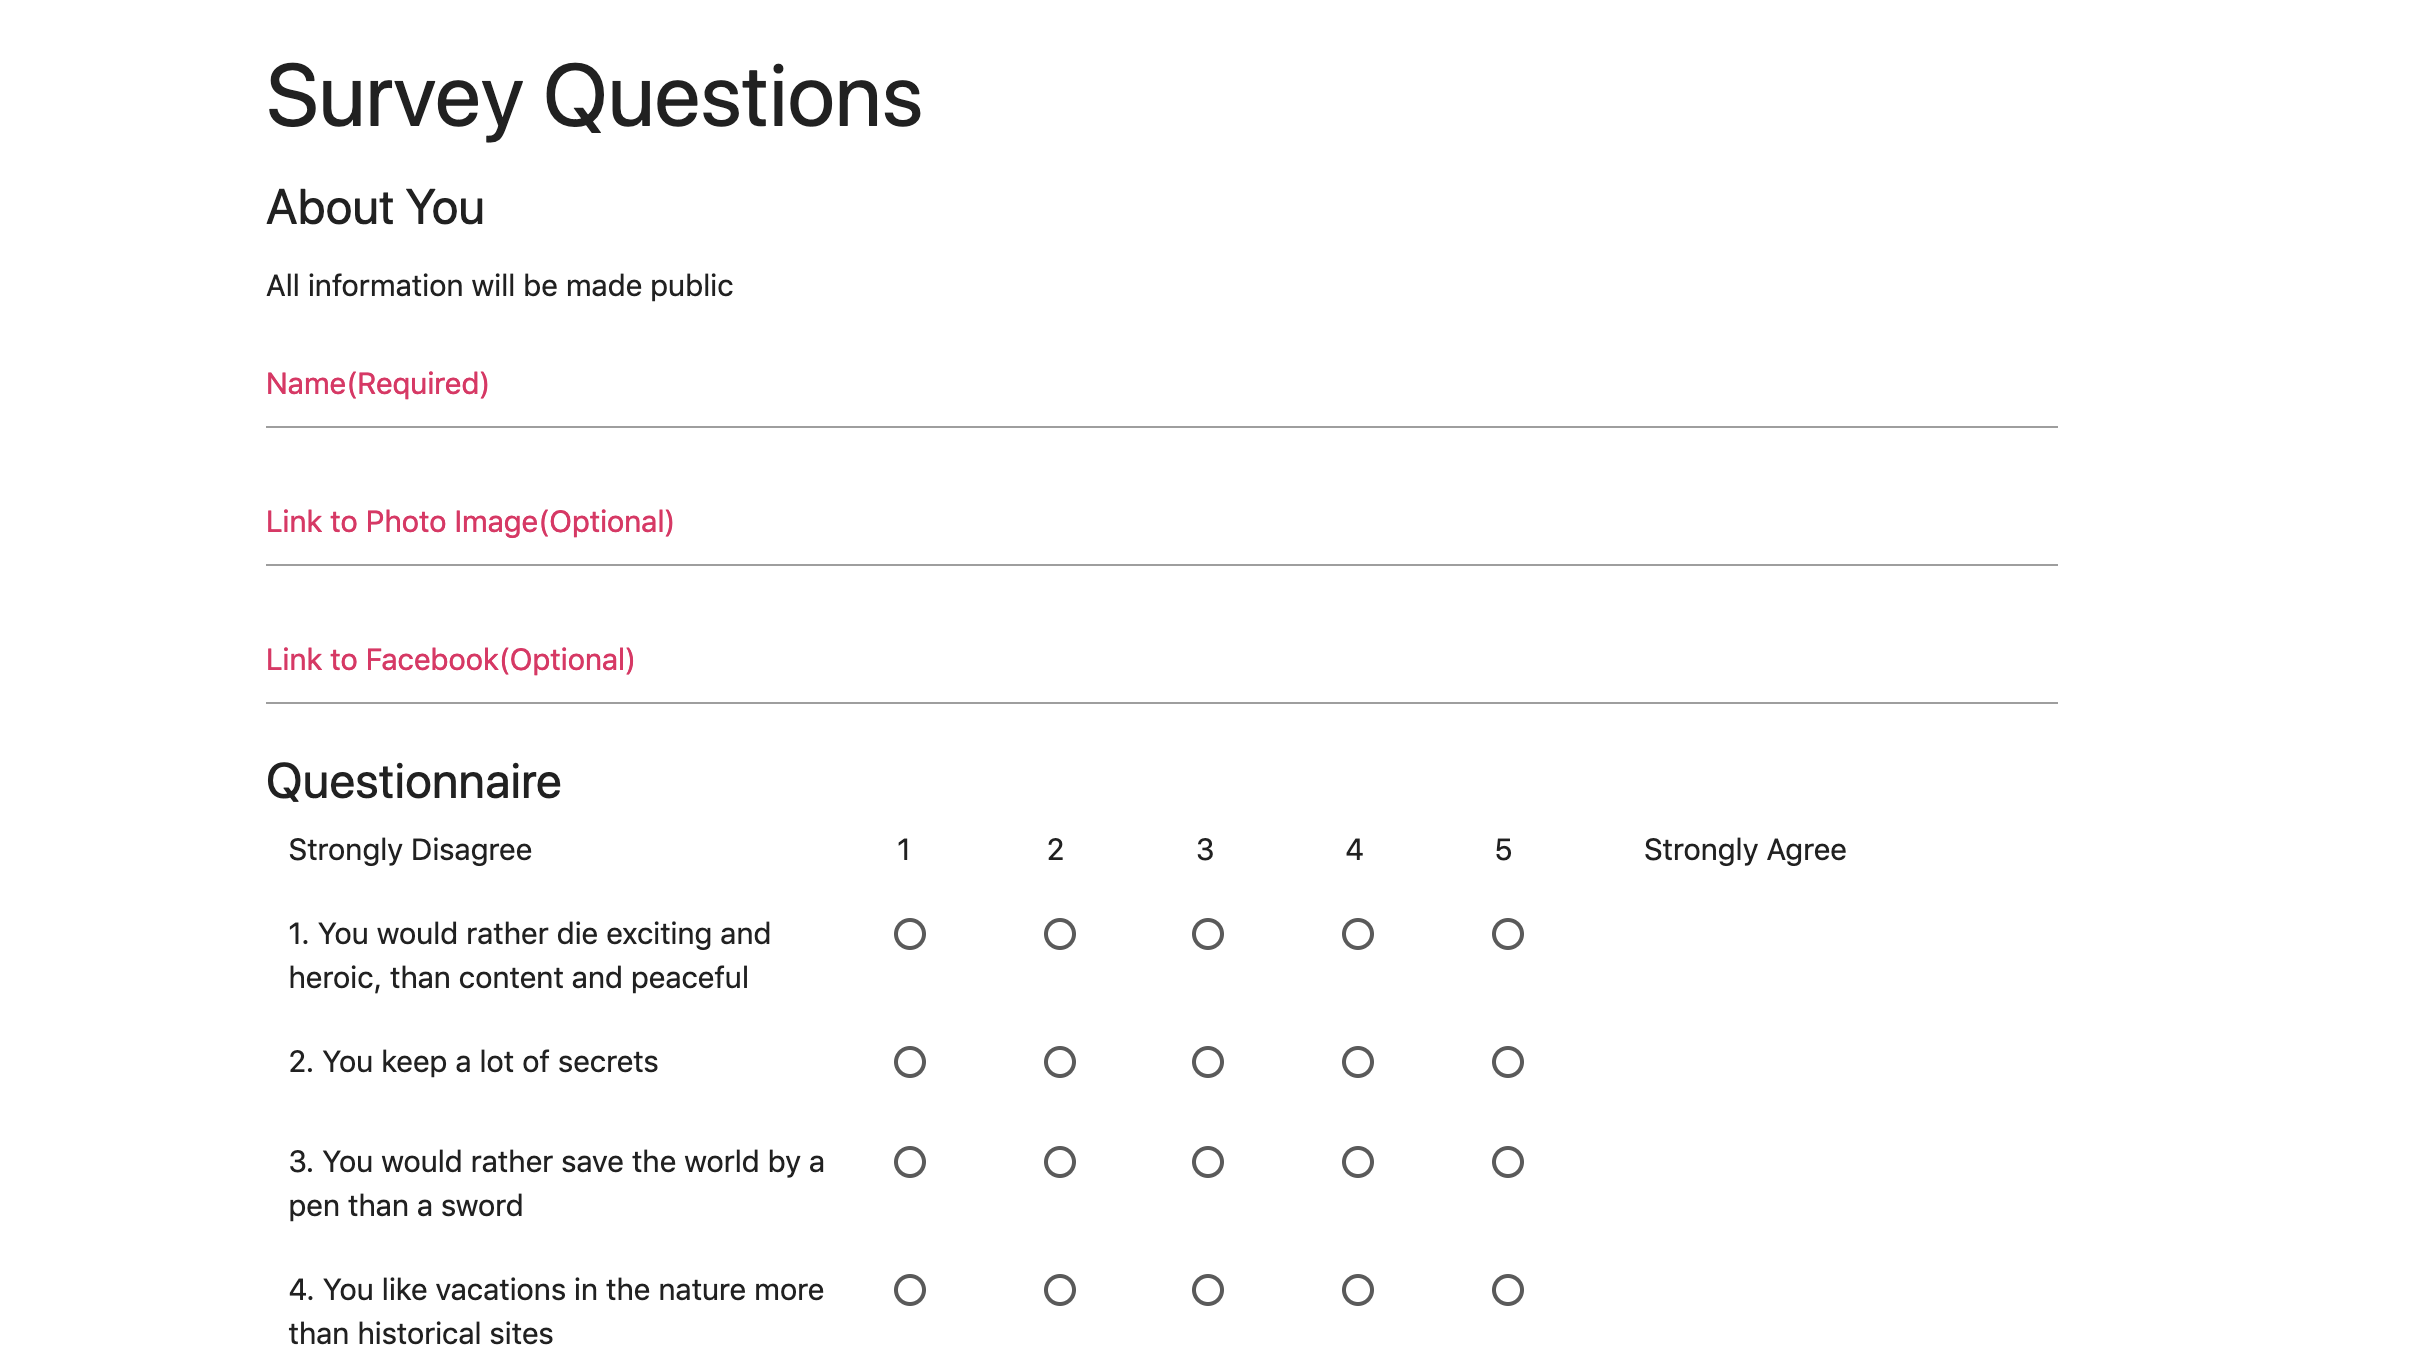 Survey Questions
About You
All information will be made public
Name(Required)
Link to Photo Image(Optional)
Link to Facebook(Optional)
Questionnaire
Strongly Disagree 1 2 3 4 5 Strongly Agree
1. You would rather die exciting and
heroic, than content and peaceful
2. You keep a lot of secrets
3. You would rather save the world by a
pen than a sword
4. You like vacations in the nature more
than historical sites